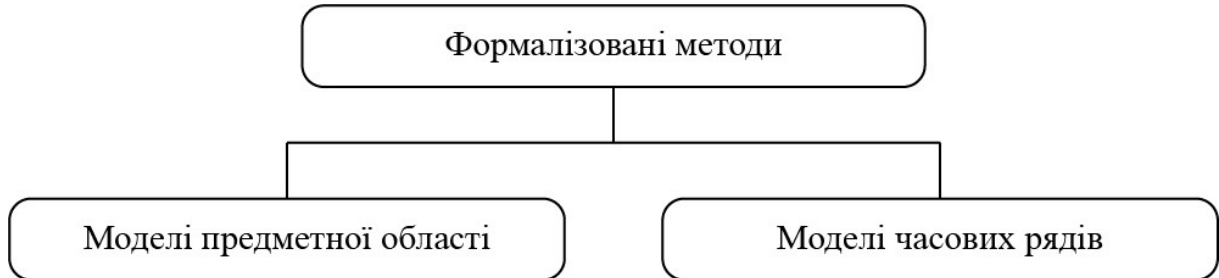 Формалізовані методи
Моделі предметної області
Моделі часових рядів